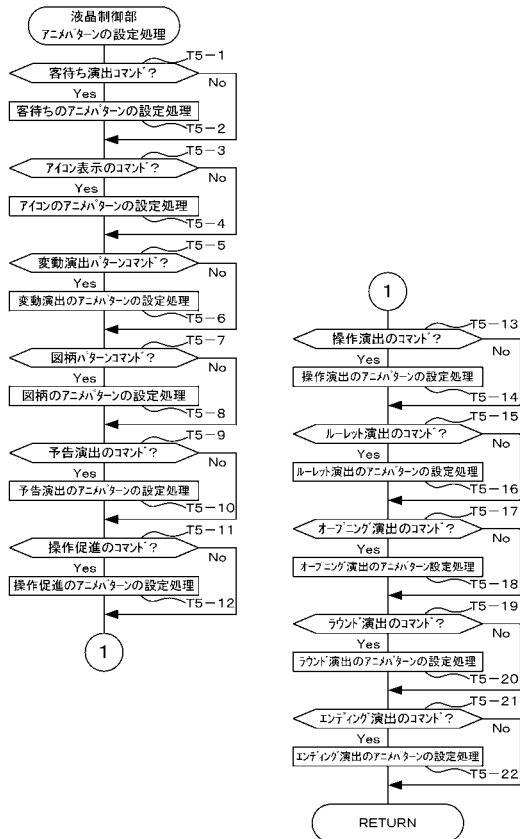 液晶制御部
アニメパターンの設定処理
T5-1
客待ち演出コマンド?
No
Yes
客待ちのアニメパターンの設定処理
T5-2
T5-3
アイコン表示のコマンド?
No
Yes
アイコンのアニメパターンの設定処理
T5-4
T5-5
変動演出パターンコマンド?
No
Yes
変動演出のアニメパターンの設定処理
T5-6
T5-7
図柄パターンコマンド?
No
Yes
図柄のアニメパターンの設定処理
T5-8
T5-9
予告演出のコマンド?
No
Yes
予告演出のアニメパターンの設定処理
T5-10
T5-11
操作促進のコマンド?
No
Yes
操作促進のアニメパターンの設定処理
T5-12
1
1
T5-13
操作演出のコマンド?
No
Yes
操作演出のアニメパターンの設定処理
T5-14
T5-15
ルーレット演出のコマンド?
No
Yes
ルーレット演出のアニメパターンの設定処理
T5-16
T5-17
オープニング演出のコマンド?
No
Yes
オープニング演出のアニメパターン設定処理
T5-18
T5-19
ラウンド演出のコマンド?
No
Yes
ラウンド演出のアニメパターンの設定処理
T5-20
T5-21
エンディング演出のコマンド?
No
Yes
エンディング演出のアニメパターンの設定処理
T5-22
RETURN